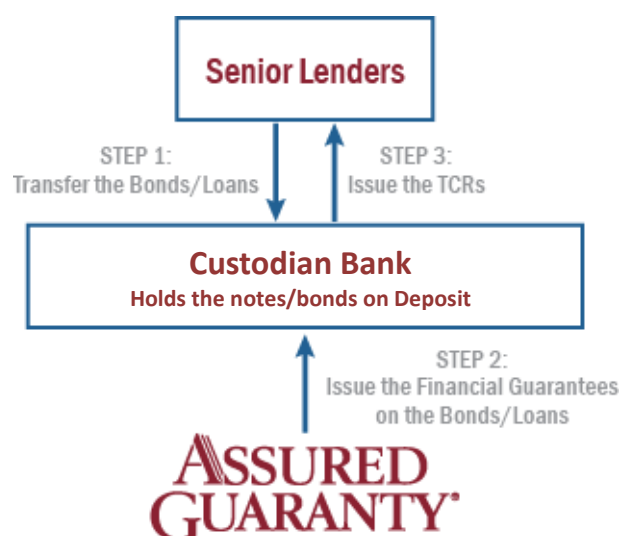 Senior Lenders
STEP 1:
Transfer the Bonds/Loans
STEP 3:
Issue the TCRs
Custodian Bank
Holds the notes/bonds on Deposit
STEP 2:
Issue the Financial Guarantees
on the Bonds/Loans
ASSURED
GUARANTY®